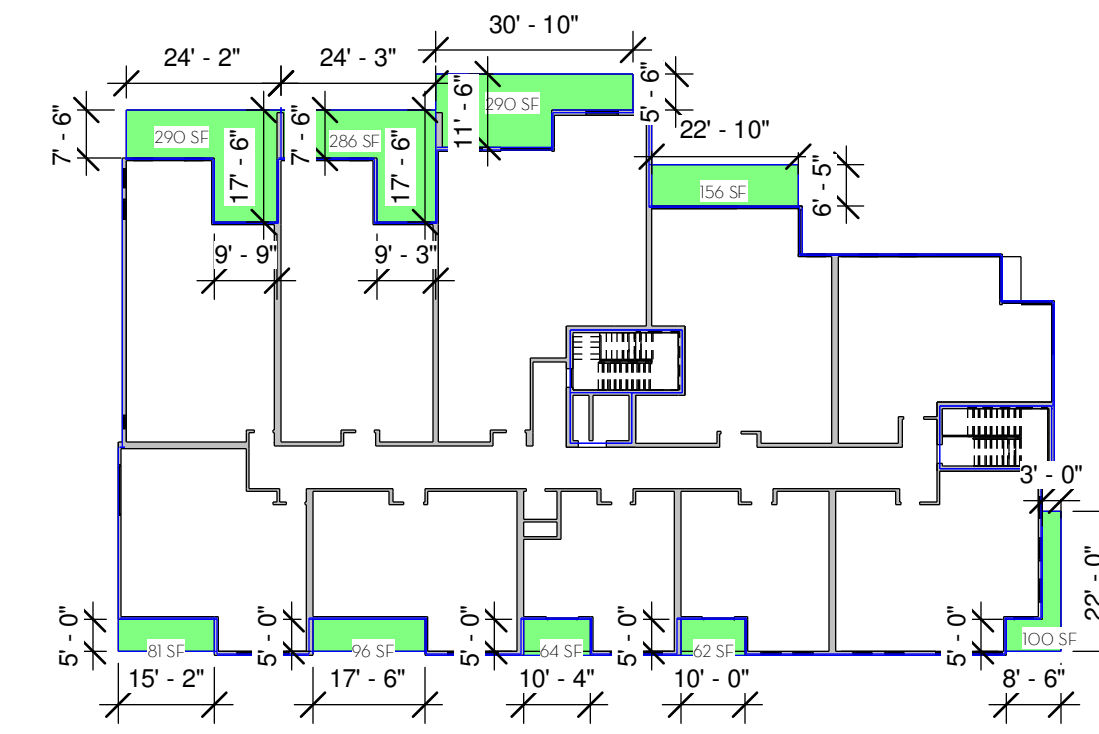 30' - 10"
24' - 2"
24' - 3"
5' - 6"
11' - 6"
290 SF
7' - 6"
290 SF
17' - 6"
7' - 6"
286 SF
17' - 6"
22' - 10"
156 SF
6' - 5"
9' - 9"
9' - 3"
3' - 0"
22' - 0"
5' - 0"
81 SF
5' - 0"
96 SF
5' - 0"
64 SF
5' - 0"
62 SF
5' - 0"
100 SF
15' - 2"
17' - 6"
10' - 4"
10' - 0"
8' - 6"